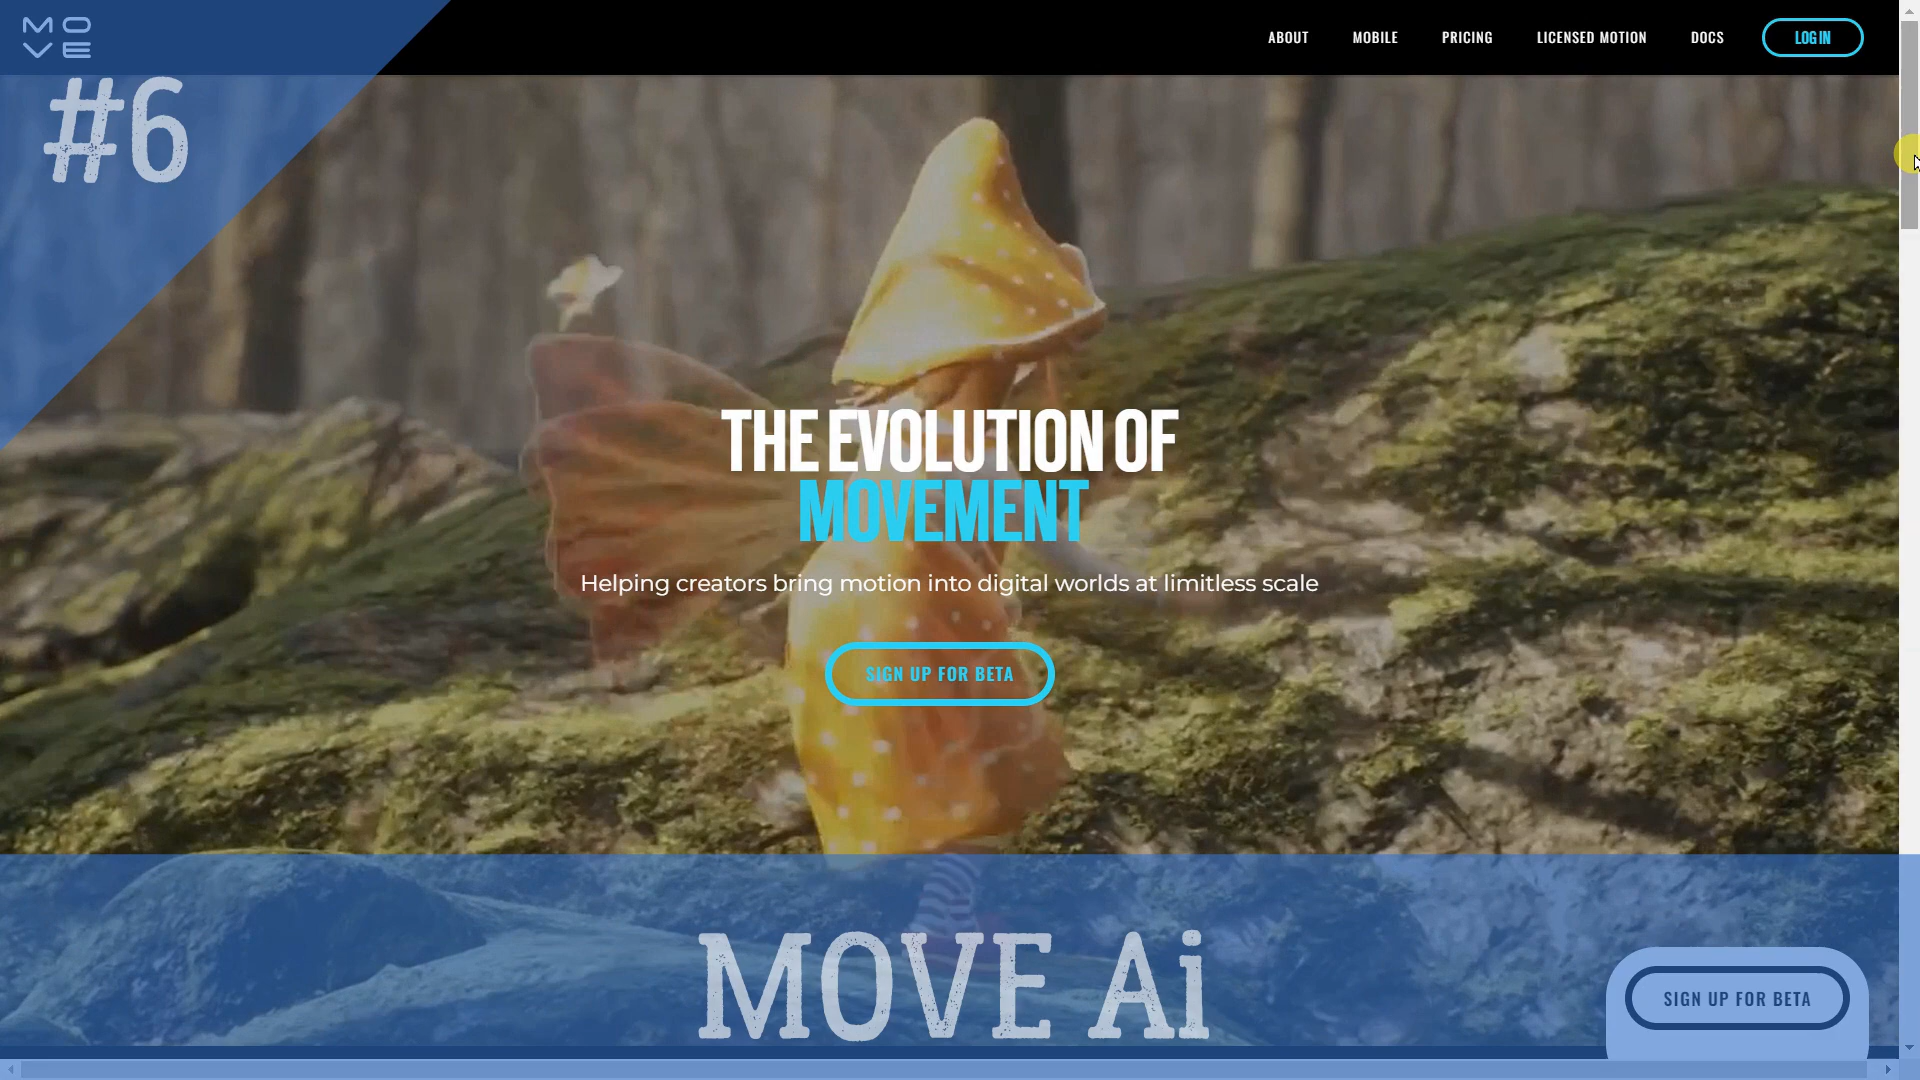 MOVE
ABOUT
MOBILE
PRICING
LICENSED MOTION
DOCS
LOG IN
#6
THE EVOLUTION OF
MOVEMENT
Helping creators bring motion into digital worlds at limitless scale
SIGN UP FOR BETA
MOVE Ai
SIGN UP FOR BETA